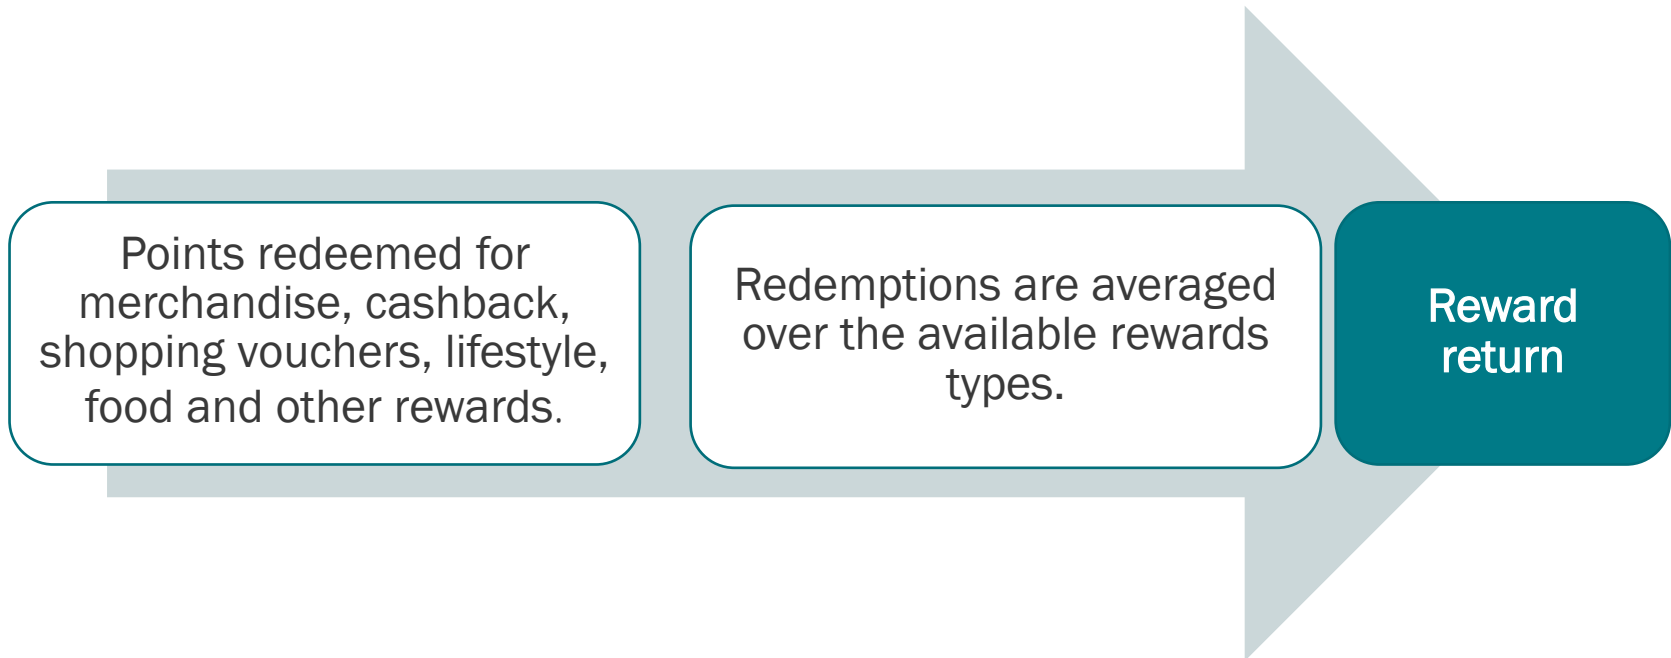 Points redeemed for
merchandise, cashback,
shopping vouchers, lifestyle,
food and other rewards.
Redemptions are averaged
over the available rewards
types.
Reward
return